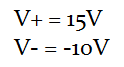 V+ = 15V
V- = -10V